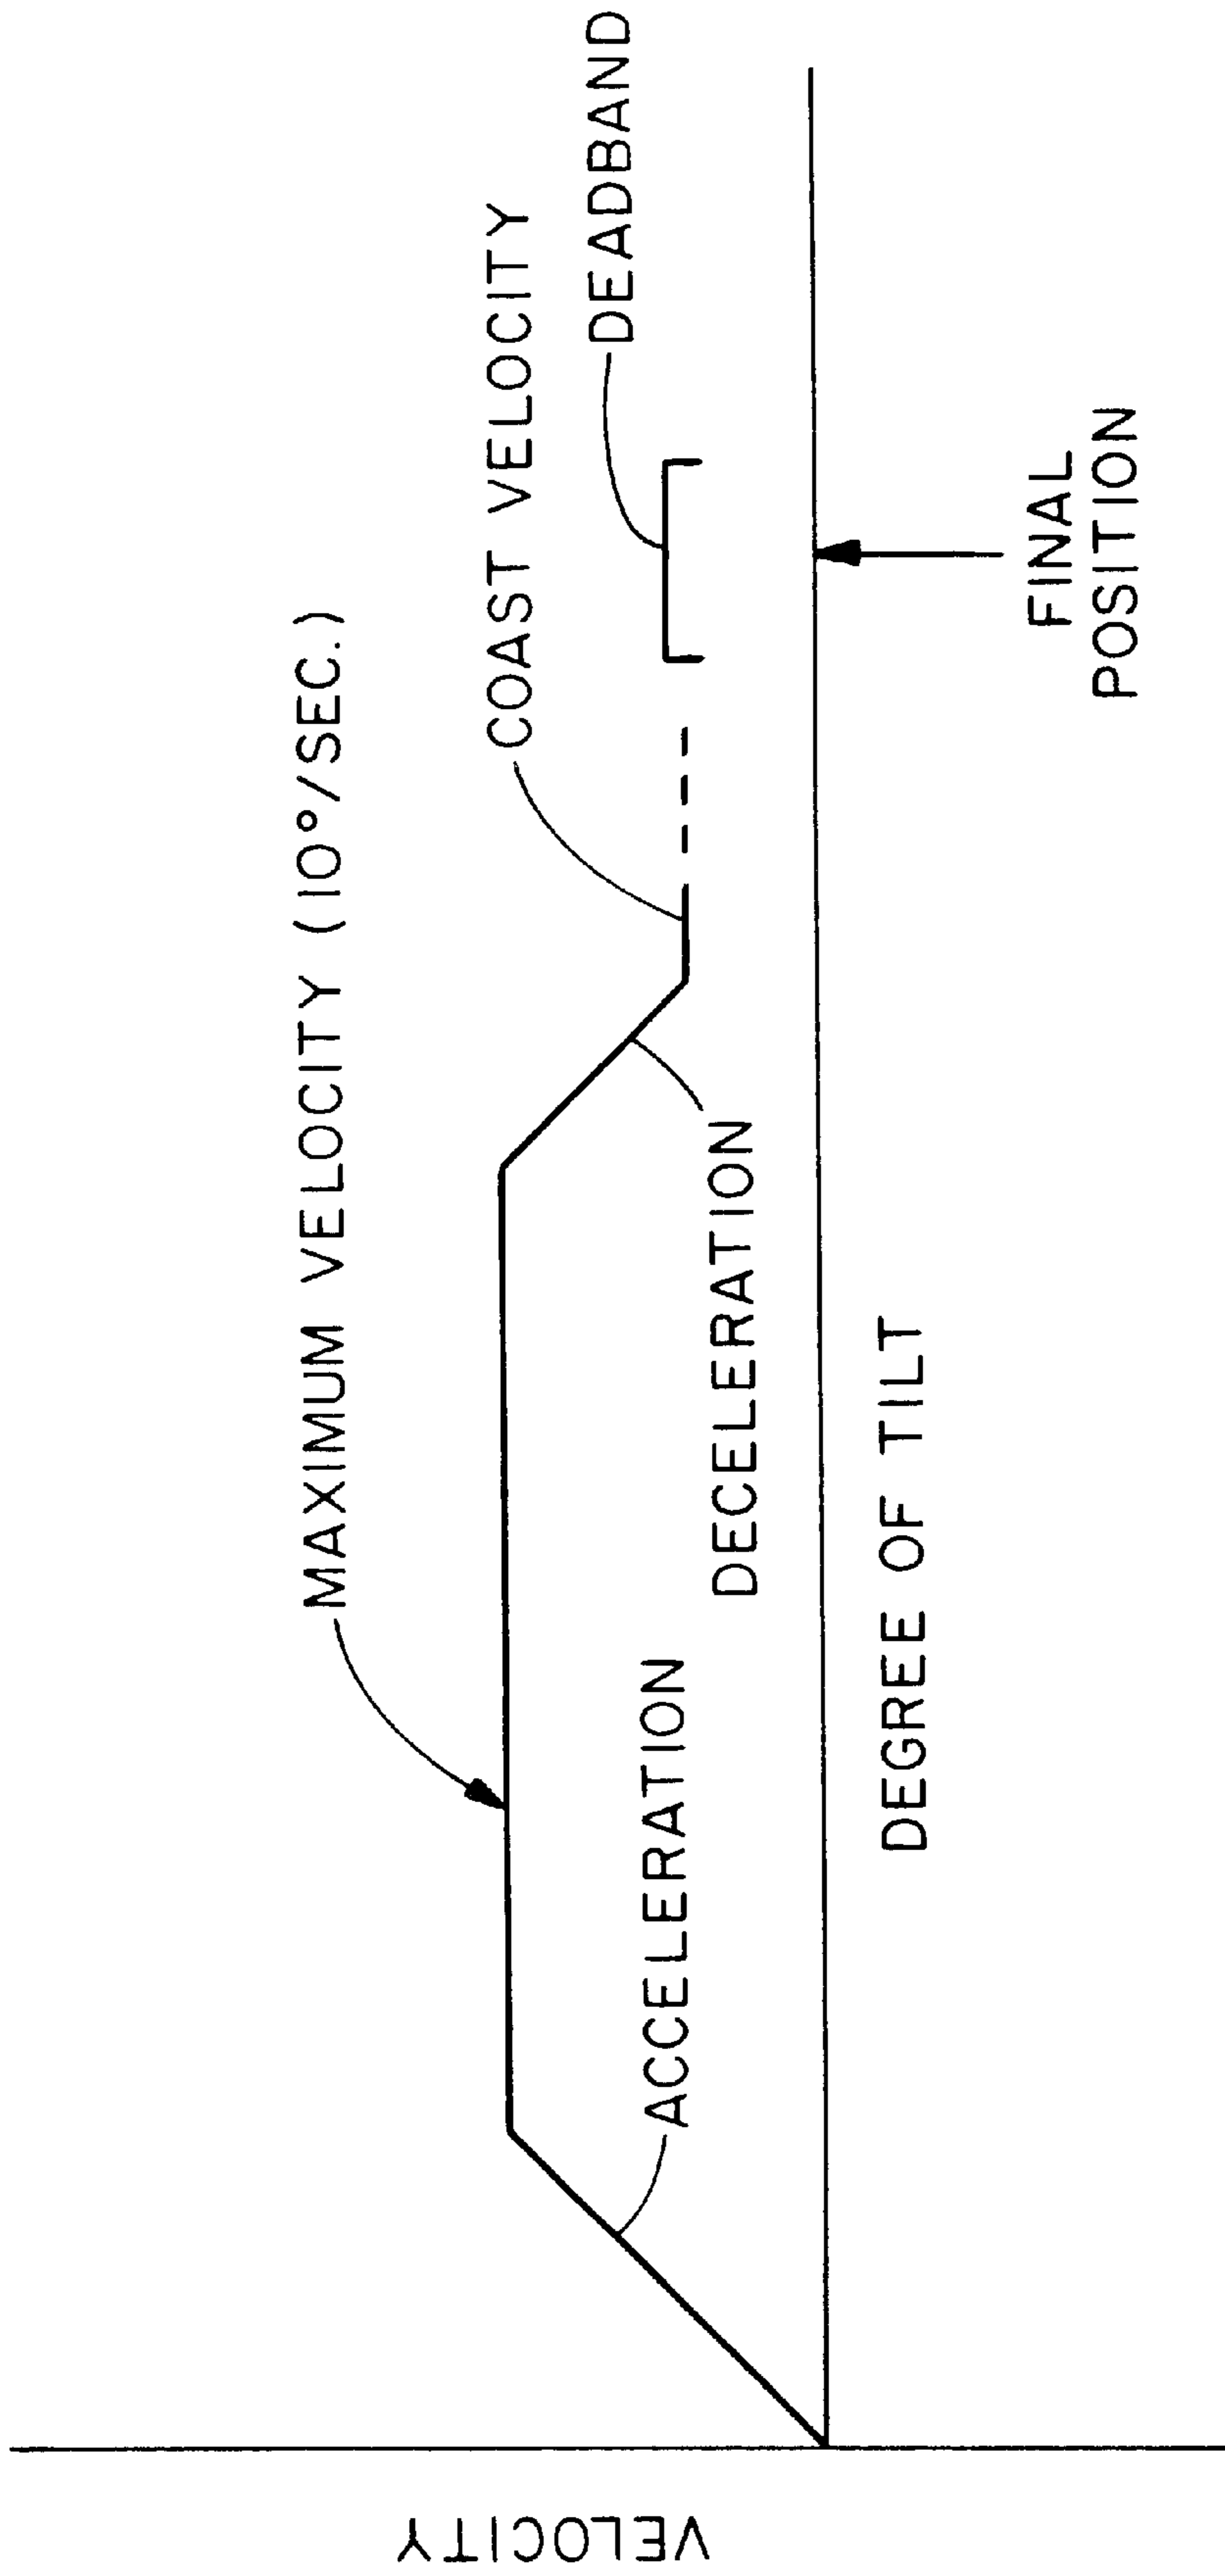 MAXIMUM VELOCITY (10°/SEC.)
COAST VELOCITY
DEADBAND
ACCELERATION
DECELERATION
VELOCITY
DEGREE OF TILT
FINAL
POSITION